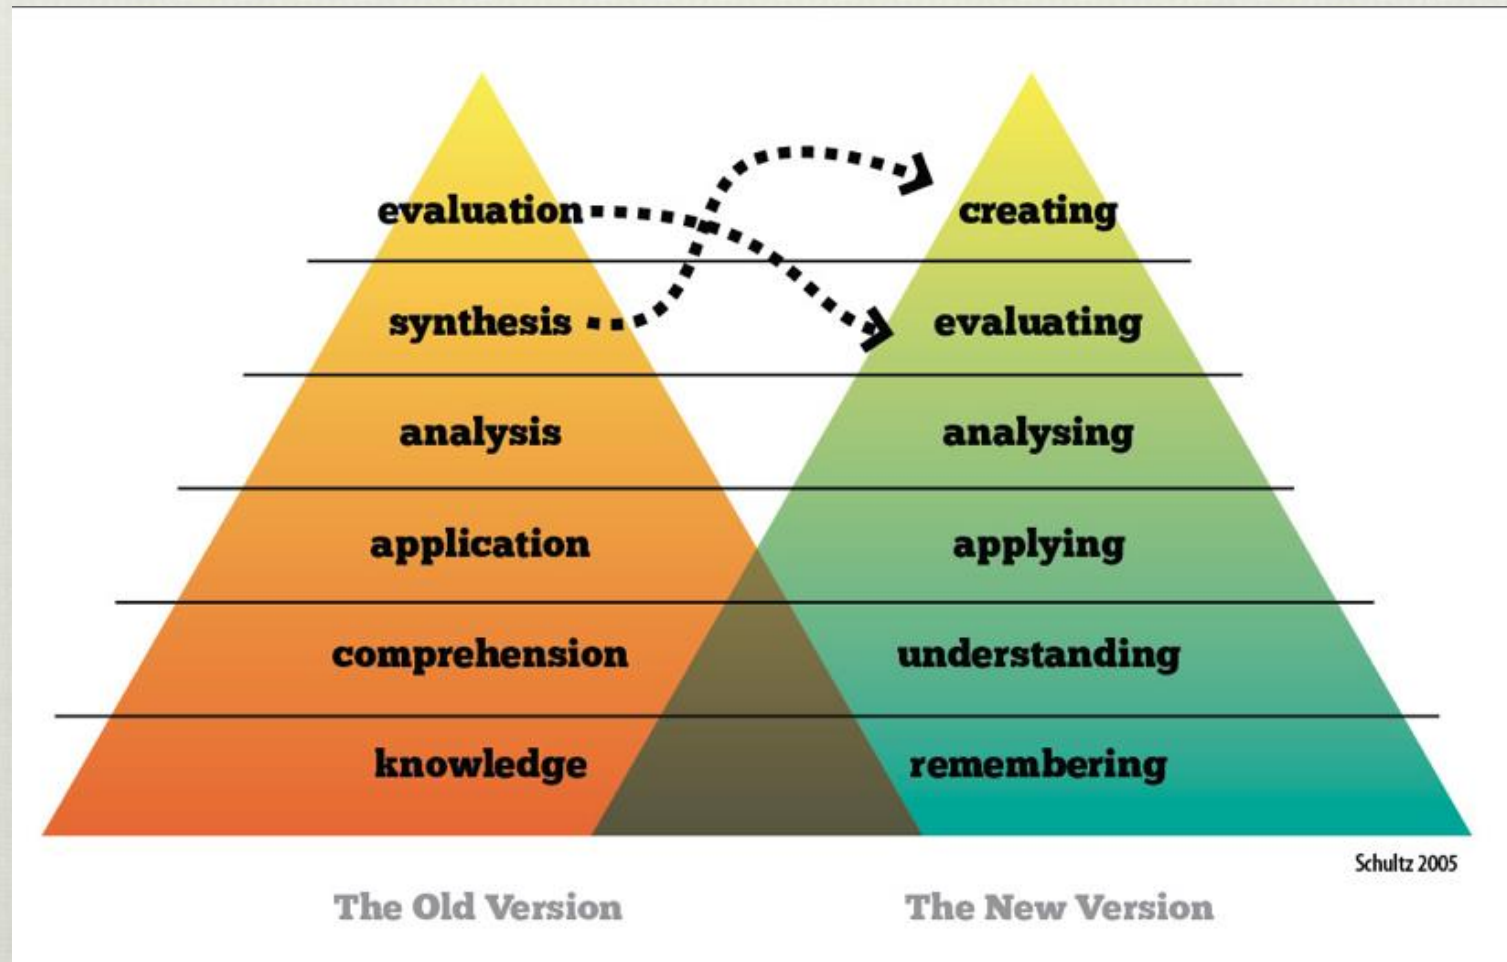 evaluation
creating
synthesis
evaluating
analysis
analysing
application
applying
comprehension
understanding
knowledge
remembering
Schultz 2005
The Old Version
The New Version